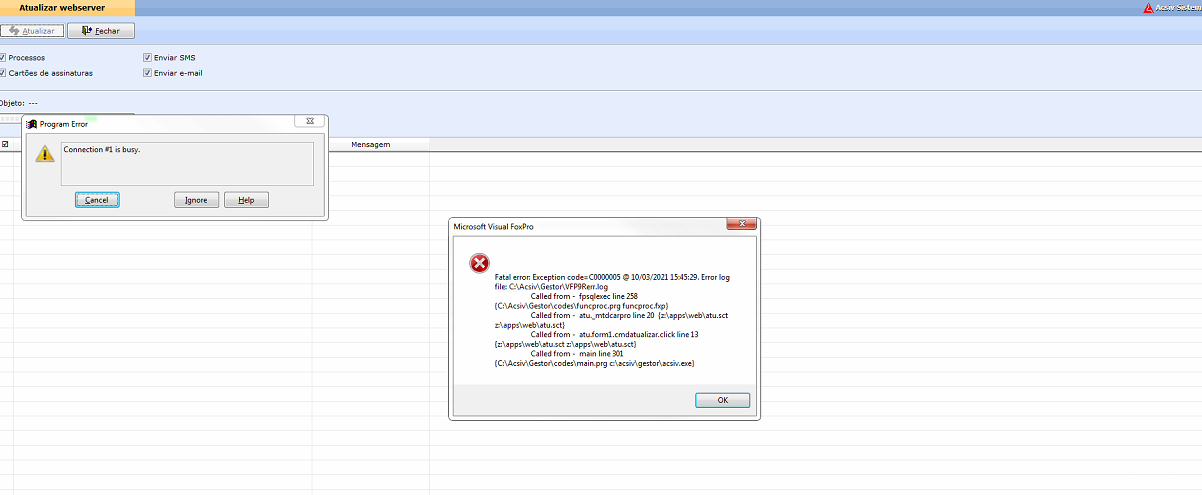 Atualizar webserver
Acsiv Sistem
Atualizar
Fechar
Processos
Enviar SMS
Cartões de assinaturas
Enviar e-mail
Objeto: ---
Program Error
Connection #1 is busy.
Cancel
Ignore
Help
Mensagem
Microsoft Visual FoxPro
Fatal error: Exception code=C0000005 @ 10/03/2021 15:45:29. Error log
file: C:\Acsiv\Gestor\VFP9Rerr.log
Called from - fpsqlexec line 258
{C:\Acsiv\Gestor\codes\funcproc.prg funcproc.fxp}
Called from - atu._mtdcarpro line 20 {z:\apps\web\atu.sct
z:\apps\web\atu.sct}
Called from - atu.form1.cmdatualizar.click line 13
{z:\apps\web\atu.sct z:\apps\web\atu.sct}
Called from - main line 301
{C:\Acsiv\Gestor\codes\main.prg c:\acsiv\gestor\acsiv.exe}
OK